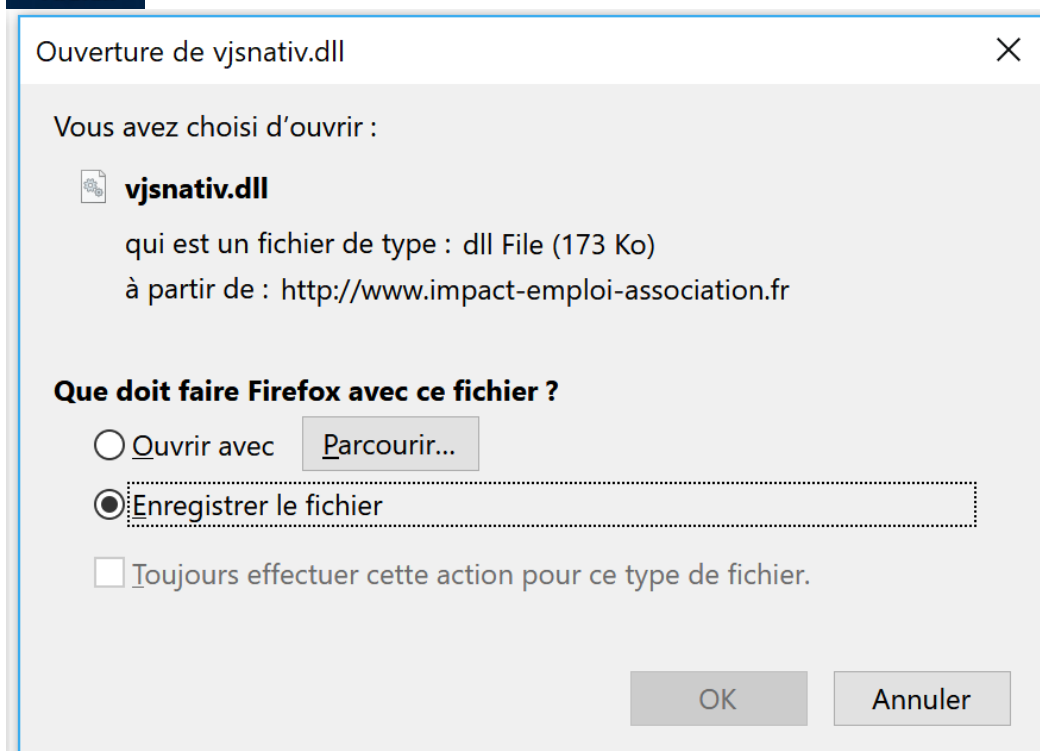 Ouverture de vjsnativ.dll
Vous avez choisi d’ouvrir :
vjsnativ.dll
qui est un fichier de type : dll File (173 Ko)
à partir de : http://www.impact-emploi-association.fr
Que doit faire Firefox avec ce fichier ?
Ouvrir avec Parcourir...
Enregistrer le fichier
Toujours effectuer cette action pour ce type de fichier.
OK Annuler